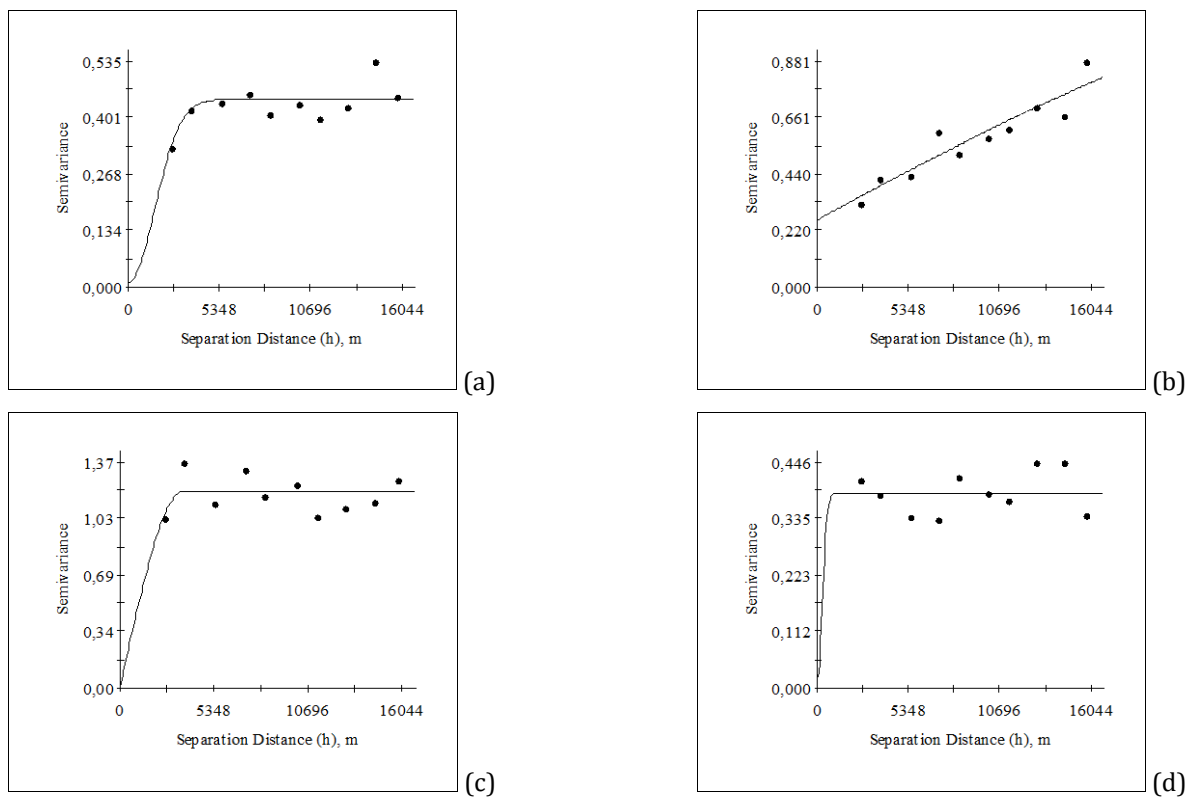 0,535
0,401
0,268
0,134
0,000
Semivariance
0 5348 10696 16044
Separation Distance (h), m
(a)
0,881
0,661
0,440
0,220
0,000
Semivariance
0 5348 10696 16044
Separation Distance (h), m
(b)
1,37
1,03
0,69
0,34
0,00
Semivariance
0 5348 10696 16044
Separation Distance (h), m
(c)
0,446
0,335
0,223
0,112
0,000
Semivariance
0 5348 10696 16044
Separation Distance (h), m
(d)